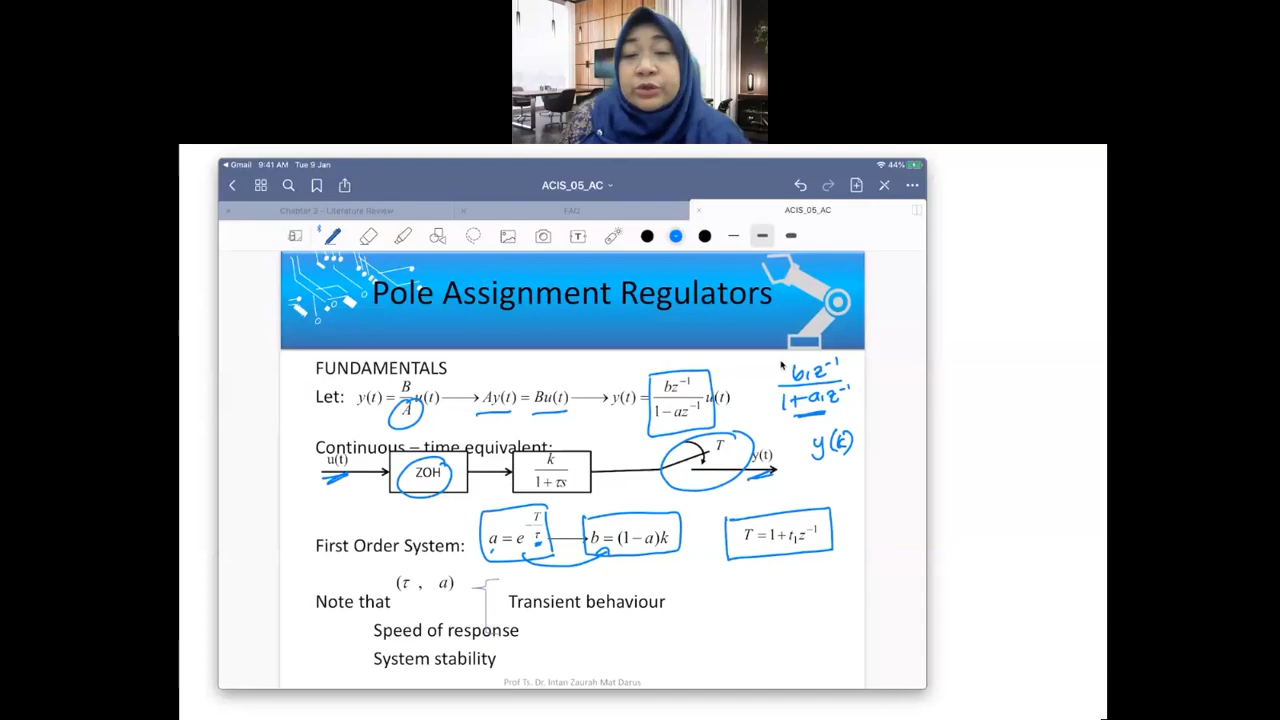 Gmail 9:41 AM Tue 9 Jan 44%
ACIS_05_AC
Chapter 2 – Literature Review FAQ ACIS_05_AC
Pole Assignment Regulators
FUNDAMENTALS
Let: y(t) = B/A u(t) → Ay(t) = Bu(t) → y(t) = bz⁻¹/1 − az⁻¹ u(t)
b₁z⁻¹/1 + a₁z⁻¹
y(k)
Continuous – time equivalent:
u(t) ZOH k/1 + τs T y(t)
First Order System: a = e^(−T/τ) → b = (1 − a)k T = 1 + t₁z⁻¹
(τ , a)
Note that Transient behaviour
Speed of response
System stability
Prof Ts. Dr. Intan Zaurah Mat Darus